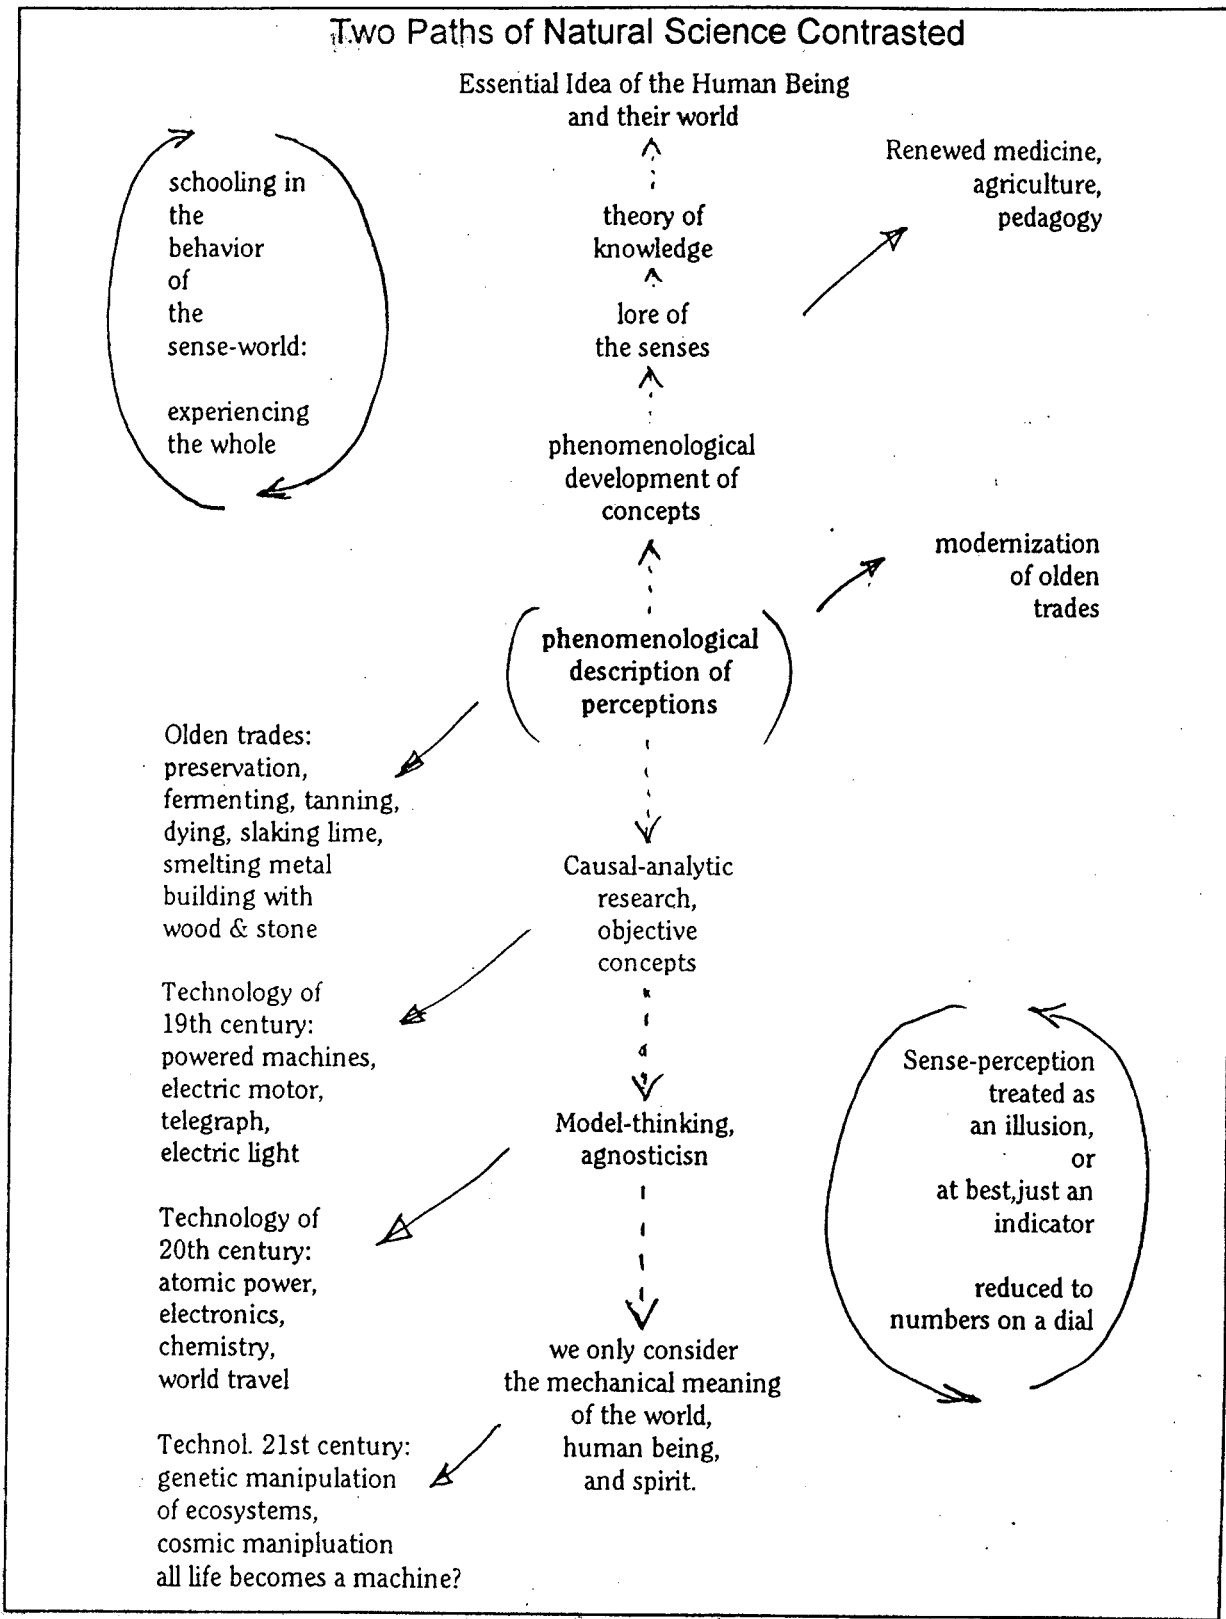 Two Paths of Natural Science Contrasted
Essential Idea of the Human Being
and their world
Renewed medicine,
agriculture,
pedagogy
schooling in
the
behavior
of
the
sense-world:
experiencing
the whole
theory of
knowledge
lore of
the senses
phenomenological
development of
concepts
modernization
of olden
trades
phenomenological
description of
perceptions
Olden trades:
preservation,
fermenting, tanning,
dying, slaking lime,
smelting metal
building with
wood & stone
Causal-analytic
research,
objective
concepts
Technology of
19th century:
powered machines,
electric motor,
telegraph,
electric light
Model-thinking,
agnosticisn
Sense-perception
treated as
an illusion,
or
at best,just an
indicator
reduced to
numbers on a dial
Technology of
20th century:
atomic power,
electronics,
chemistry,
world travel
we only consider
the mechanical meaning
of the world,
human being,
and spirit.
Technol. 21st century:
genetic manipulation
of ecosystems,
cosmic manipluation
all life becomes a machine?